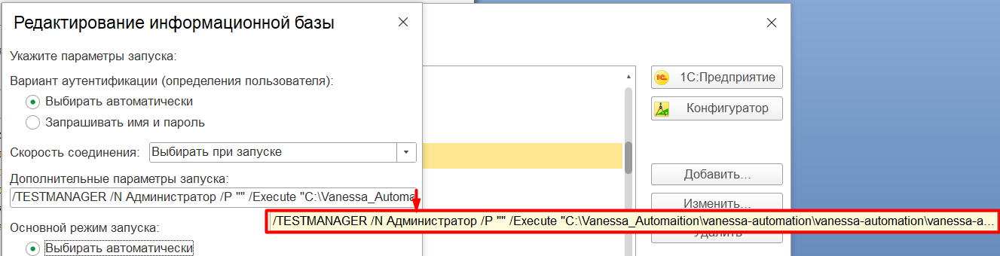 Редактирование информационной базы
Укажите параметры запуска:
Вариант аутентификации (определения пользователя):
Выбирать автоматически
Запрашивать имя и пароль
Скорость соединения: Выбирать при запуске
Дополнительные параметры запуска:
/TESTMANAGER /N Администратор /P "" /Execute "C:\Vanessa_Automa
/TESTMANAGER /N Администратор /P "" /Execute "C:\Vanessa_Automaition\vanessa-automation\vanessa-automation\vanessa-a...
Основной режим запуска:
Выбирать автоматически
1С:Предприятие
Конфигуратор
Добавить...
Изменить...
Удалить